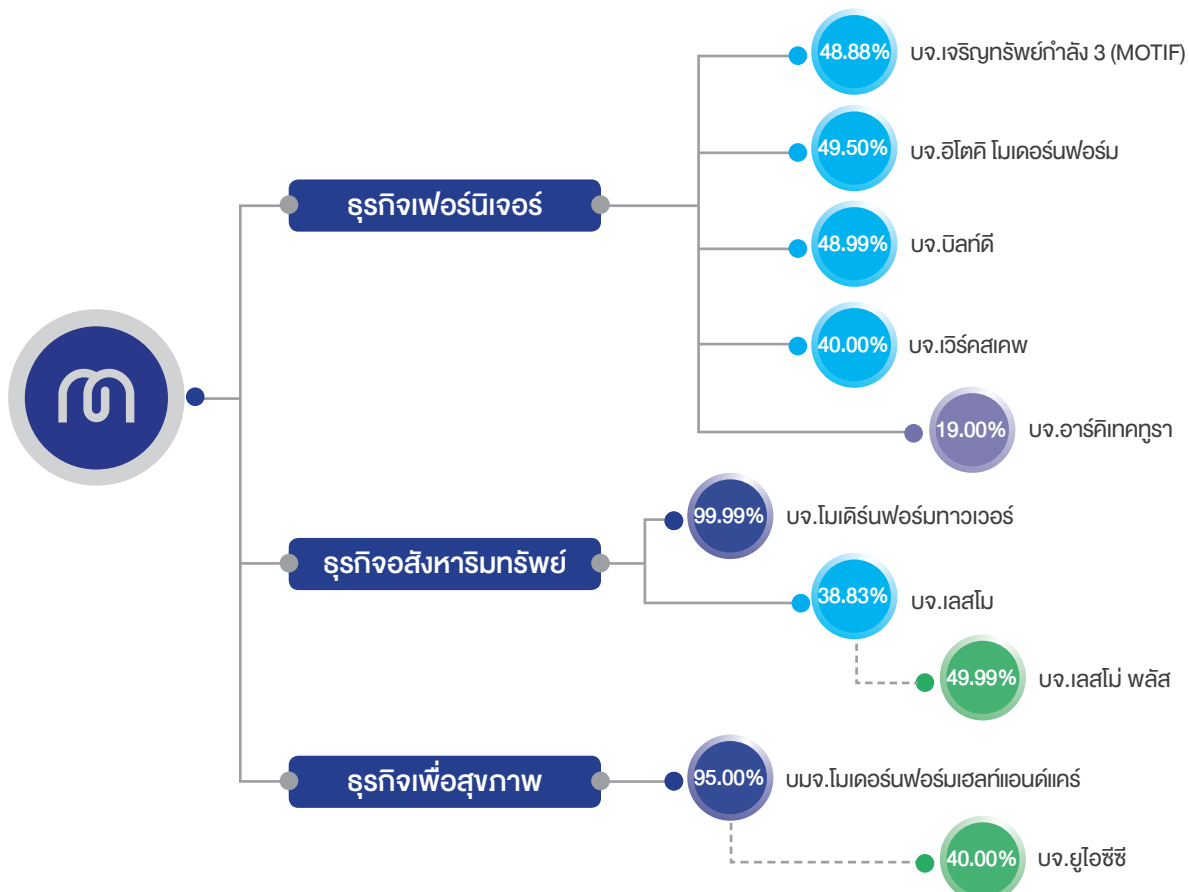 48.88% บจ.เจริญทรัพย์กำลัง 3 (MOTIF)
49.50% บจ.อิโตคิ โมเดอร์นฟอร์ม
ธุรกิจเฟอร์นิเจอร์
48.99% บจ.บิลท์ดี
40.00% บจ.เวิร์คสเคพ
19.00% บจ.อาร์คิเทคทูรา
99.99% บจ.โมเดิร์นฟอร์มทาวเวอร์
ธุรกิจอสังหาริมทรัพย์
38.83% บจ.เลสโม
49.99% บจ.เลสโม่ พลัส
ธุรกิจเพื่อสุขภาพ
95.00% บมจ.โมเดอร์นฟอร์มเฮลท์แอนด์แคร์
40.00% บจ.ยูไอซีซี